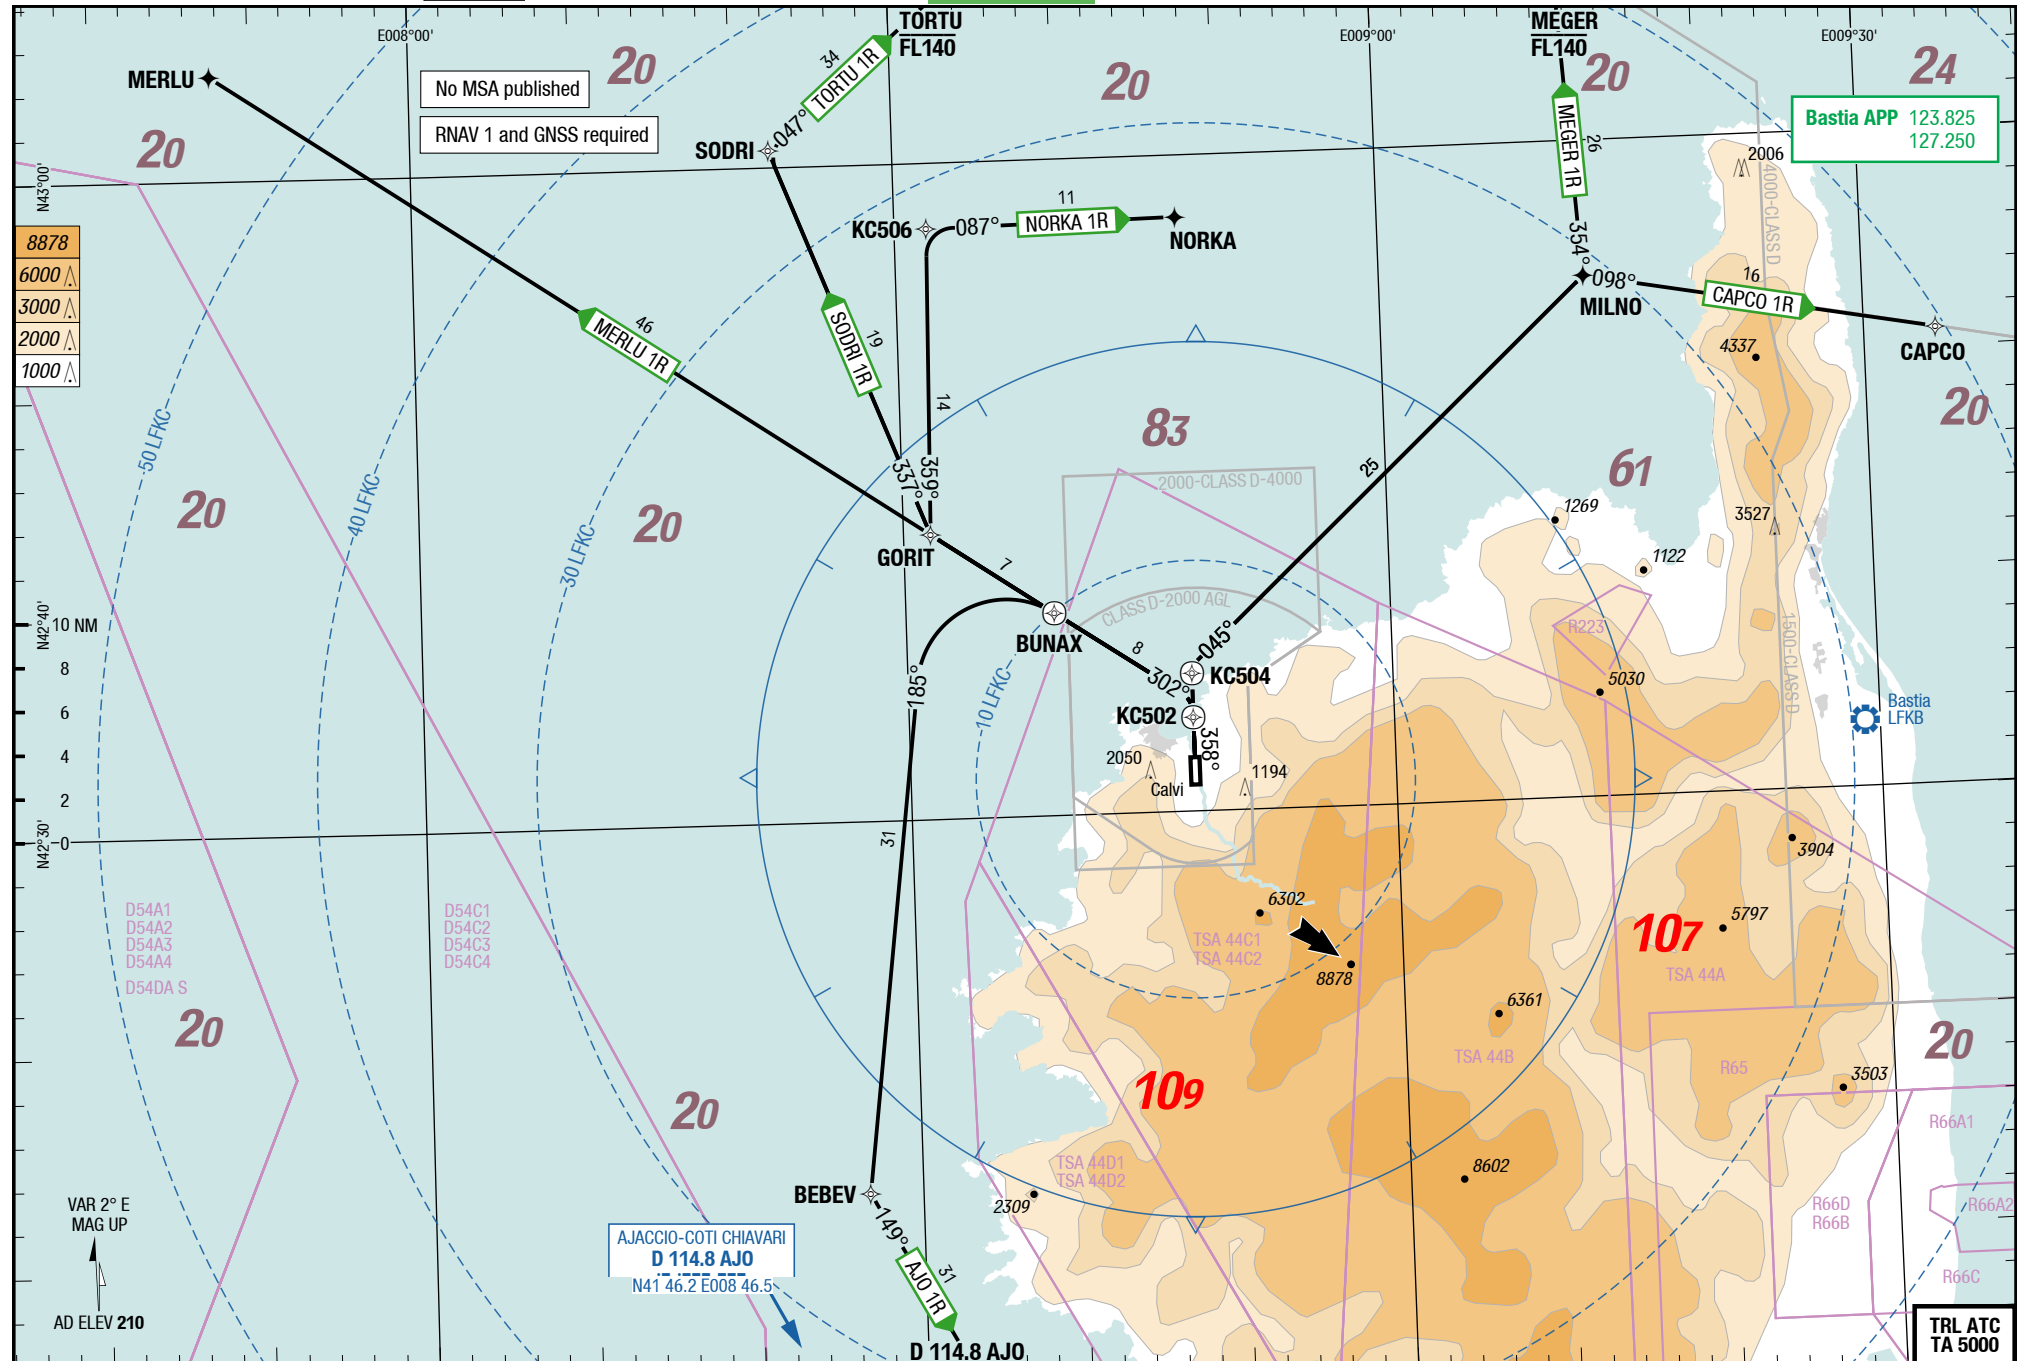 TORTU
FL140
MEGER
FL140
E008°00'
E009°00'
E009°30'
MERLU
20
20
20
20
24
No MSA published
RNAV 1 and GNSS required
34
TORTU 1R
047°
SODRI
26
MEGER 1R
354°
Bastia APP 123.825
127.250
2006
4000-CLASS D
N43°00'
8878
6000
3000
2000
1000
KC506
087°
11
NORKA 1R
NORKA
098°
MILNO
16
CAPCO 1R
CAPCO
46
MERLU 1R
19
SODRI 1R
14
337°
359°
4337
83
20
25
61
50 LFKC
40 LFKC
30 LFKC
20
20
2000-CLASS D-4000
1269
3527
1122
GORIT
7
CLASS D-2000 AGL
BUNAX
8
302°
045°
KC504
KC502
358°
185°
10 LFKC
R223
5030
1500-CLASS D
Bastia
LFKB
N42°40'
10 NM
8
6
4
2
0
N42°30'
2050
Calvi
1194
31
3904
6302
TSA 44C1
TSA 44C2
8878
107
5797
TSA 44A
6361
TSA 44B
D54A1
D54A2
D54A3
D54A4
D54DA S
D54C1
D54C2
D54C3
D54C4
20
20
109
R65
20
3503
R66A1
TSA 44D1
TSA 44D2
2309
8602
R66D
R66B
R66A2
R66C
BEBEV
149°
31
AJO 1R
D 114.8 AJO
AJACCIO-COTI CHIAVARI
D 114.8 AJO
N41 46.2 E008 46.5
VAR 2° E
MAG UP
AD ELEV 210
TRL ATC
TA 5000